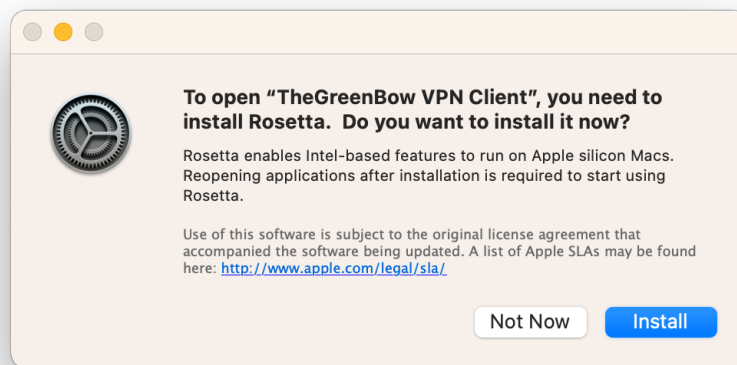 To open “TheGreenBow VPN Client”, you need to
install Rosetta.  Do you want to install it now?
Rosetta enables Intel-based features to run on Apple silicon Macs.
Reopening applications after installation is required to start using
Rosetta.
Use of this software is subject to the original license agreement that
accompanied the software being updated. A list of Apple SLAs may be found
here: http://www.apple.com/legal/sla/
Not Now Install